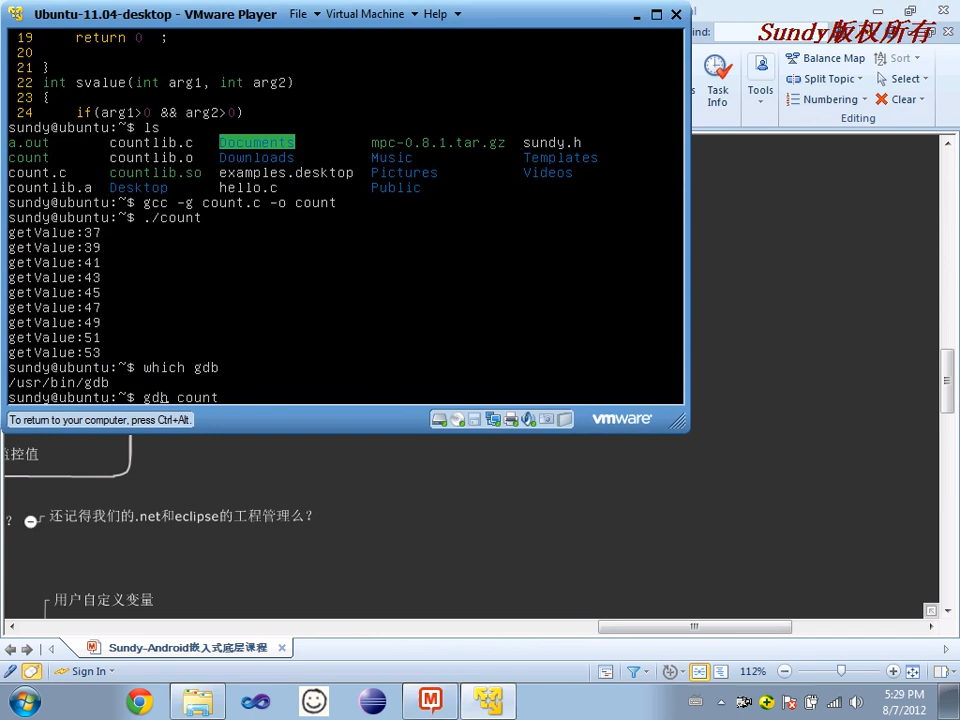 Ubuntu-11.04-desktop - VMware Player File Virtual Machine Help
19 return 0 ;
20
21 }
22 int svalue(int arg1, int arg2)
23 {
24 if(arg1>0 && arg2>0)
sundy@ubuntu:~$ ls
a.out countlib.c Documents mpc-0.8.1.tar.gz sundy.h
count countlib.o Downloads Music Templates
count.c countlib.so examples.desktop Pictures Videos
countlib.a Desktop hello.c Public
sundy@ubuntu:~$ gcc -g count.c -o count
sundy@ubuntu:~$ ./count
getValue:37
getValue:39
getValue:41
getValue:43
getValue:45
getValue:47
getValue:49
getValue:51
getValue:53
sundy@ubuntu:~$ which gdb
/usr/bin/gdb
sundy@ubuntu:~$ gdb count
To return to your computer, press Ctrl+Alt.
vmware
Sundy版权所有
Task Info
Tools
Balance Map
Sort
Split Topic
Select
Numbering
Clear
Editing
监控值
?
还记得我们的.net和eclipse的工程管理么?
用户自定义变量
Sundy-Android嵌入式底层课程
Sign In
112%
5:29 PM
8/7/2012